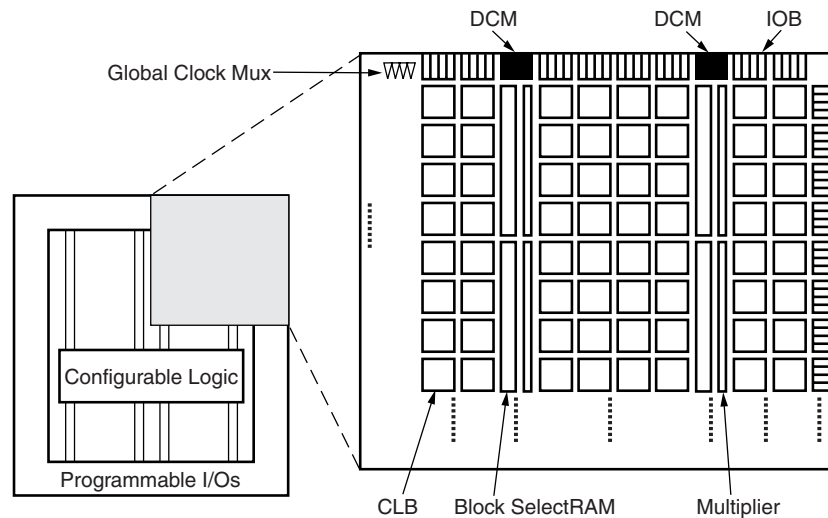 DCM
DCM
IOB
Global Clock Mux
Configurable Logic
Programmable I/Os
CLB
Block SelectRAM
Multiplier